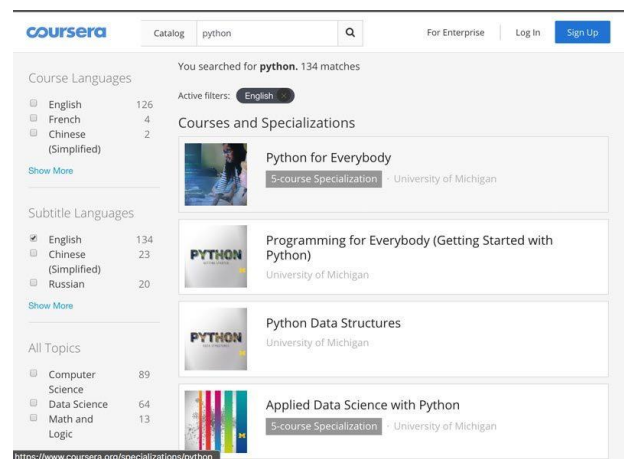 coursera
Catalog
python
For Enterprise
Log In
Sign Up
Course Languages
English 126
French 4
Chinese 2
(Simplified)
Show More
Subtitle Languages
English 134
Chinese 23
(Simplified)
Russian 20
Show More
All Topics
Computer 89
Science
Data Science 64
Math and 13
Logic
You searched for python. 134 matches
Active filters: English ×
Courses and Specializations
Python for Everybody
5-course Specialization · University of Michigan
PYTHON
Programming for Everybody (Getting Started with
Python)
University of Michigan
PYTHON
Python Data Structures
University of Michigan
Applied Data Science with Python
5-course Specialization · University of Michigan
https://www.coursera.org/specializations/python